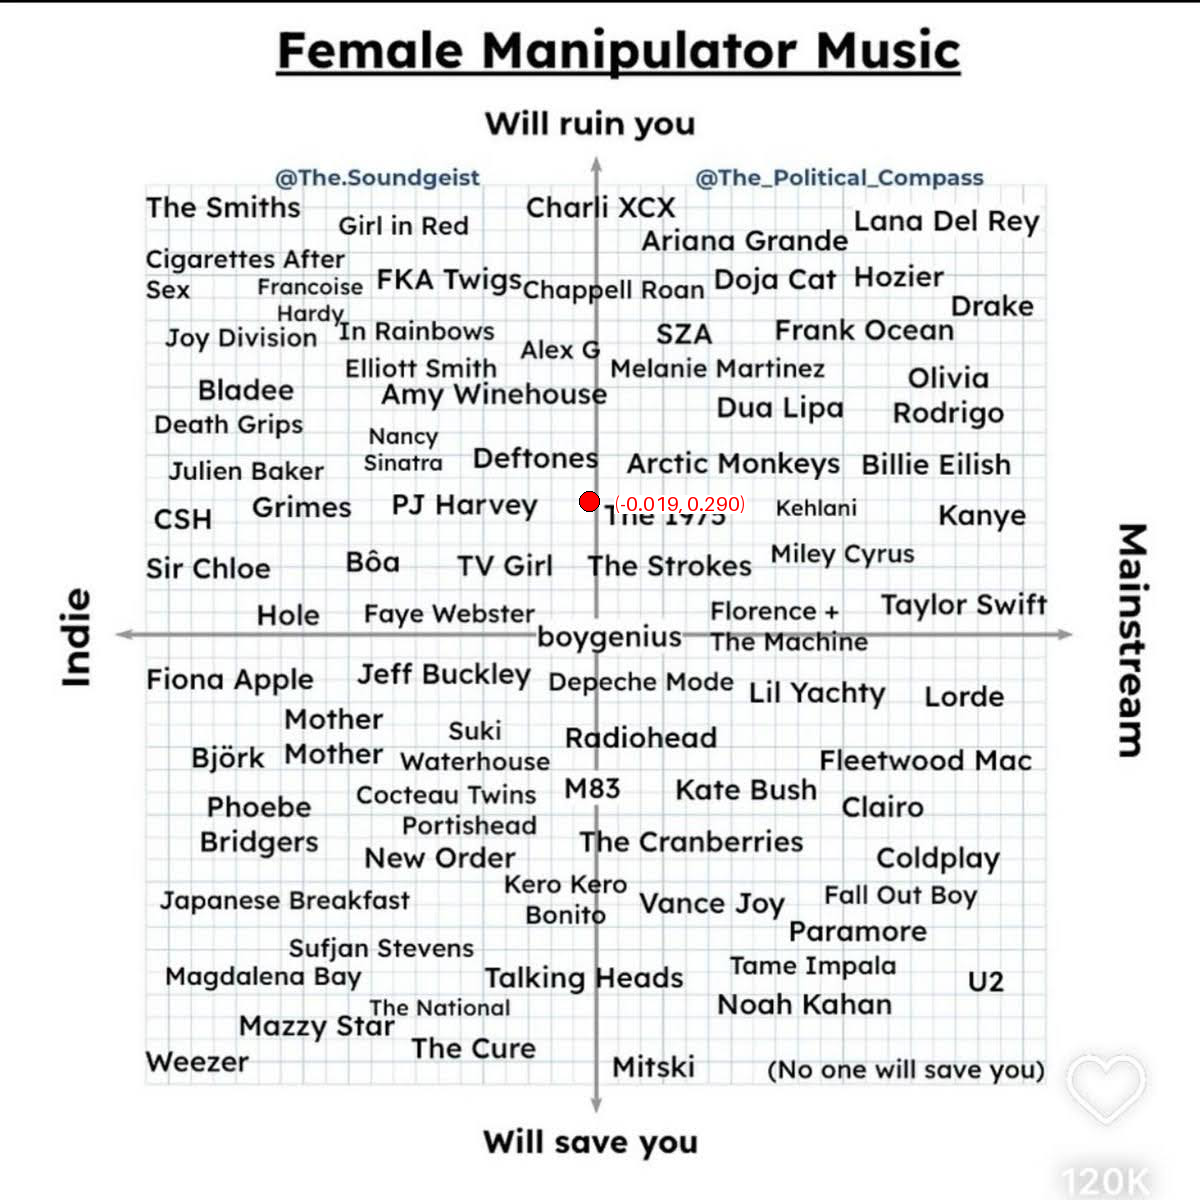 Female Manipulator Music
Will ruin you
@The.Soundgeist
@The_Political_Compass
The Smiths
Girl in Red
Charli XCX
Lana Del Rey
Ariana Grande
Cigarettes After
Sex
Francoise
Hardy
FKA Twigs
Chappell Roan
Doja Cat
Hozier
Drake
Joy Division
In Rainbows
Alex G
SZA
Frank Ocean
Elliott Smith
Melanie Martinez
Olivia
Rodrigo
Bladee
Amy Winehouse
Dua Lipa
Death Grips
Nancy
Sinatra
Deftones
Arctic Monkeys
Billie Eilish
Julien Baker
CSH
Grimes
PJ Harvey
(-0.019, 0.290)
The 1975
Kehlani
Kanye
Sir Chloe
Bôa
TV Girl
The Strokes
Miley Cyrus
Hole
Faye Webster
boygenius
Florence +
The Machine
Taylor Swift
Indie
Mainstream
Fiona Apple
Jeff Buckley
Depeche Mode
Lil Yachty
Lorde
Mother
Mother
Björk
Suki
Waterhouse
Radiohead
Fleetwood Mac
Phoebe
Bridgers
Cocteau Twins
M83
Kate Bush
Clairo
Portishead
New Order
The Cranberries
Coldplay
Japanese Breakfast
Kero Kero
Bonito
Vance Joy
Fall Out Boy
Paramore
Sufjan Stevens
Magdalena Bay
Talking Heads
Tame Impala
U2
The National
Noah Kahan
Mazzy Star
The Cure
Weezer
Mitski
(No one will save you)
Will save you
120K